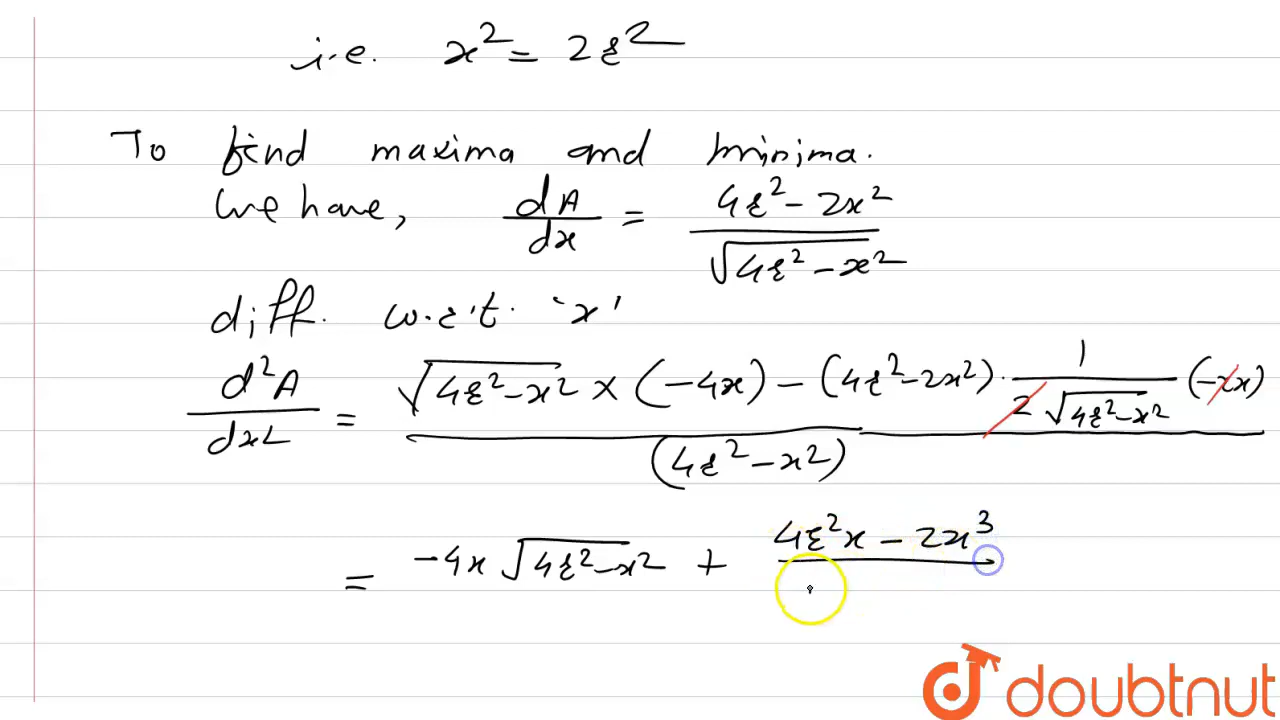 i.e. x² = 2r²
To find maxima and minima.
We have, dA/dx = (4r² - 2x²)/√(4r² - x²)
diff. w.r.t. 'x'
d²A/dx2 = (√(4r² - x²) × (-4x) - (4r² - 2x²) · 1/(2√(4r² - x²)) (-2x))/(4r² - x²)
= -4x √(4r² - x²) + (4r²x - 2x³)/
doubtnut